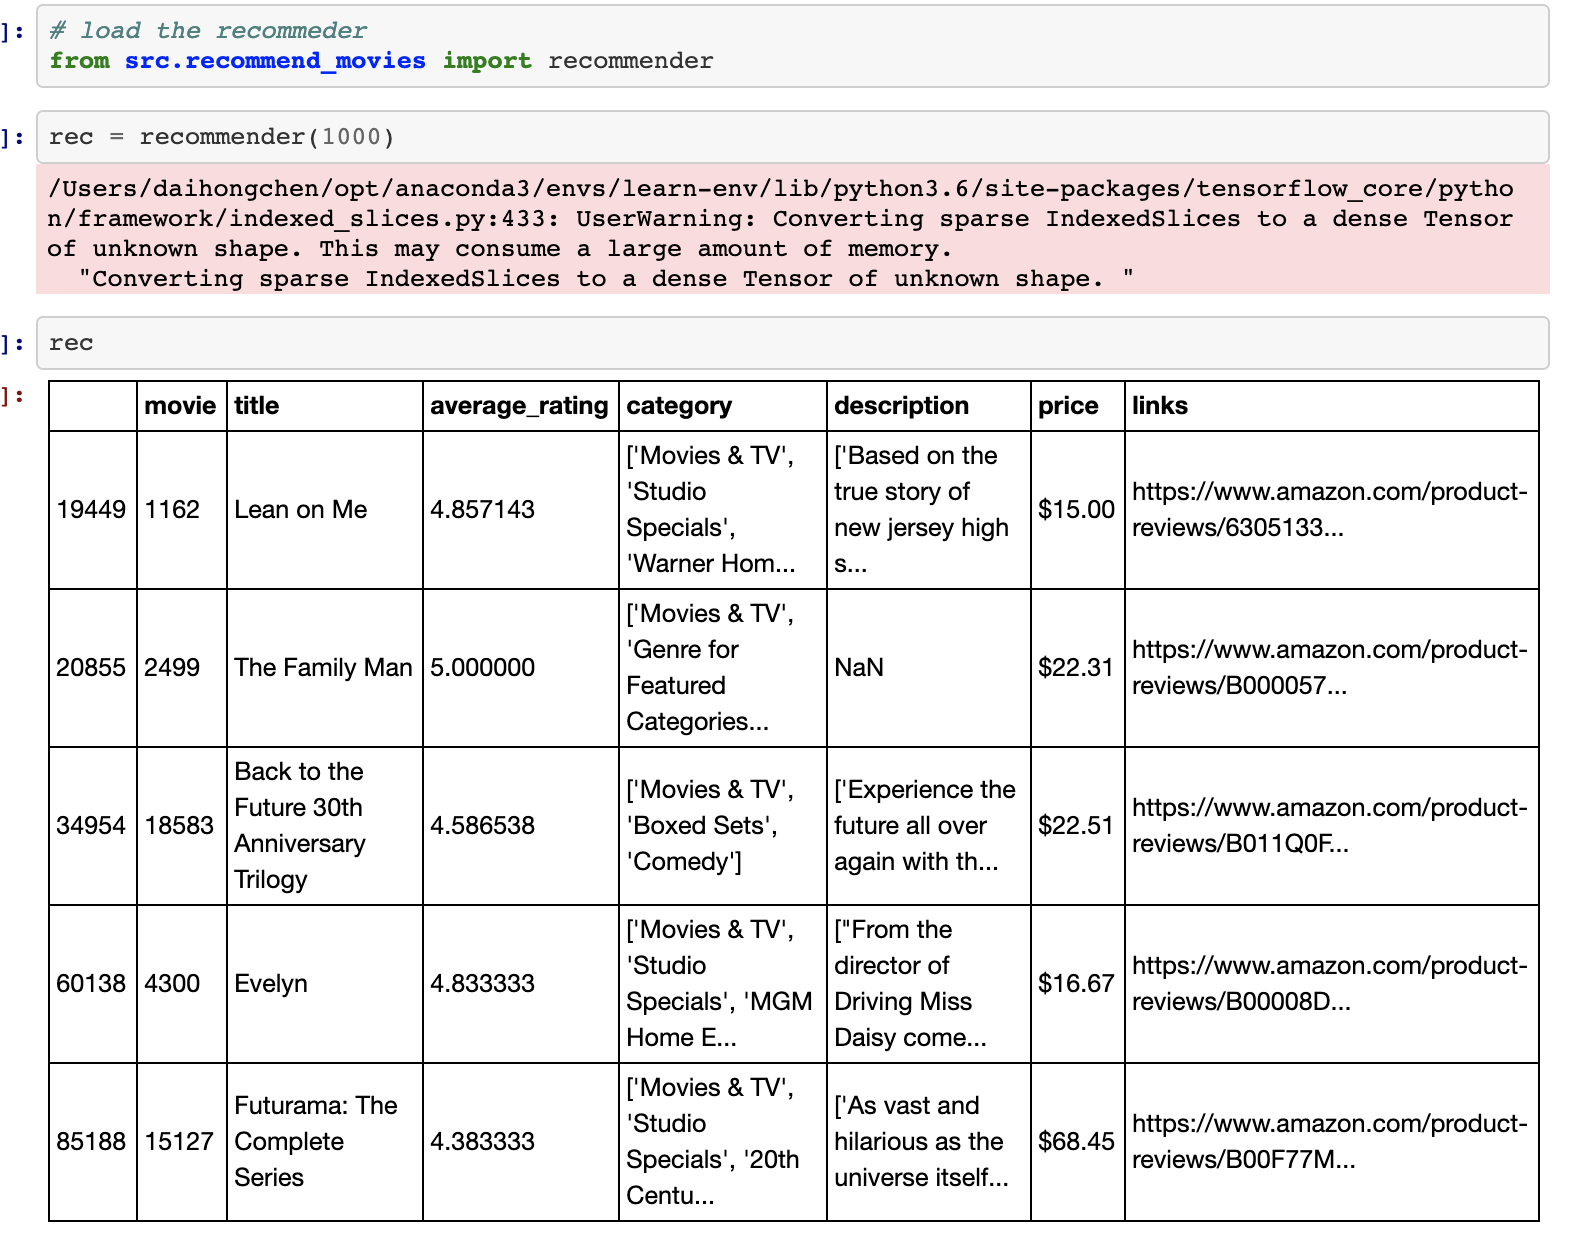 ]: # load the recommeder
from src.recommend_movies import recommender
]: rec = recommender(1000)
/Users/daihongchen/opt/anaconda3/envs/learn-env/lib/python3.6/site-packages/tensorflow_core/pytho
n/framework/indexed_slices.py:433: UserWarning: Converting sparse IndexedSlices to a dense Tensor
of unknown shape. This may consume a large amount of memory.
"Converting sparse IndexedSlices to a dense Tensor of unknown shape. "
]: rec
]:
movie title average_rating category description price links
19449 1162 Lean on Me 4.857143
['Movies & TV',
'Studio
Specials',
'Warner Hom...
['Based on the
true story of
new jersey high
s...
$15.00
https://www.amazon.com/product-
reviews/6305133...
20855 2499 The Family Man 5.000000
['Movies & TV',
'Genre for
Featured
Categories...
NaN
$22.31
https://www.amazon.com/product-
reviews/B000057...
34954 18583
Back to the
Future 30th
Anniversary
Trilogy
4.586538
['Movies & TV',
'Boxed Sets',
'Comedy']
['Experience the
future all over
again with th...
$22.51
https://www.amazon.com/product-
reviews/B011Q0F...
60138 4300 Evelyn 4.833333
['Movies & TV',
'Studio
Specials', 'MGM
Home E...
["From the
director of
Driving Miss
Daisy come...
$16.67
https://www.amazon.com/product-
reviews/B00008D...
85188 15127
Futurama: The
Complete
Series
4.383333
['Movies & TV',
'Studio
Specials', '20th
Centu...
['As vast and
hilarious as the
universe itself...
$68.45
https://www.amazon.com/product-
reviews/B00F77M...